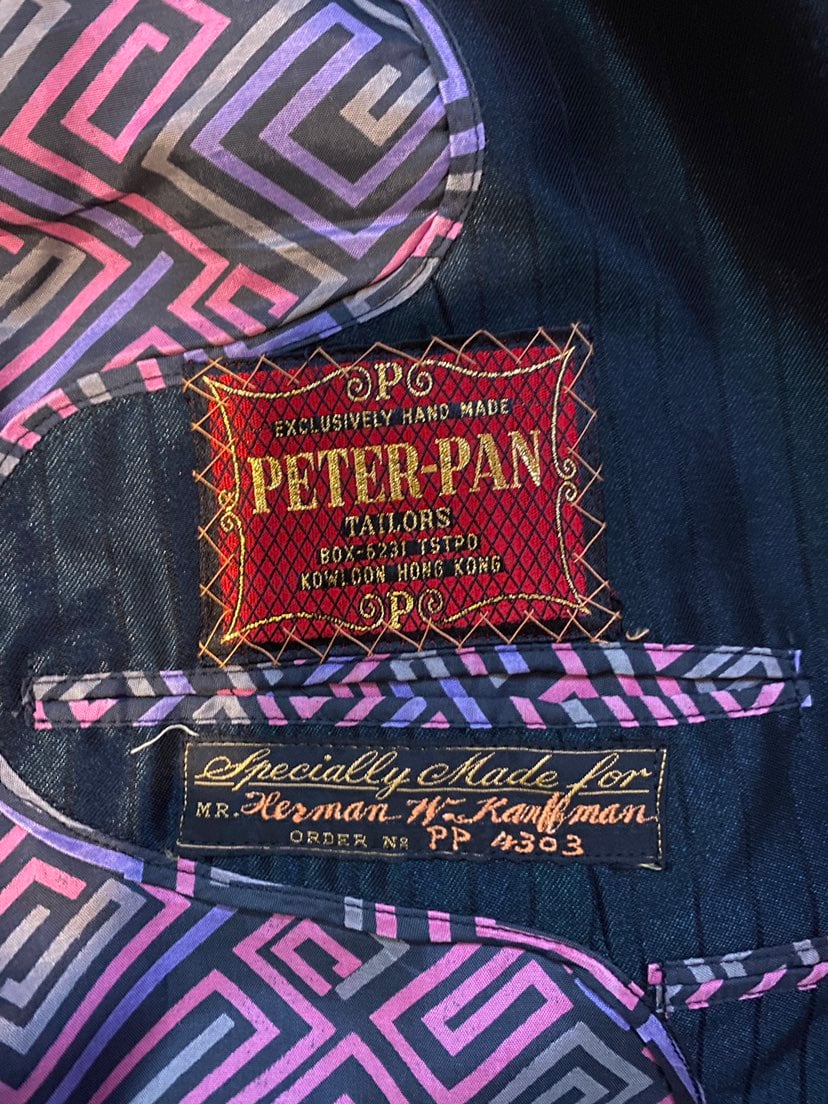 P
EXCLUSIVELY HAND MADE
PETER-PAN
TAILORS
BOX-5231 TSTPO
KOWLOON HONG KONG
P
Specially Made for
MR. Herman W. Kauffman
ORDER Nº PP 4303